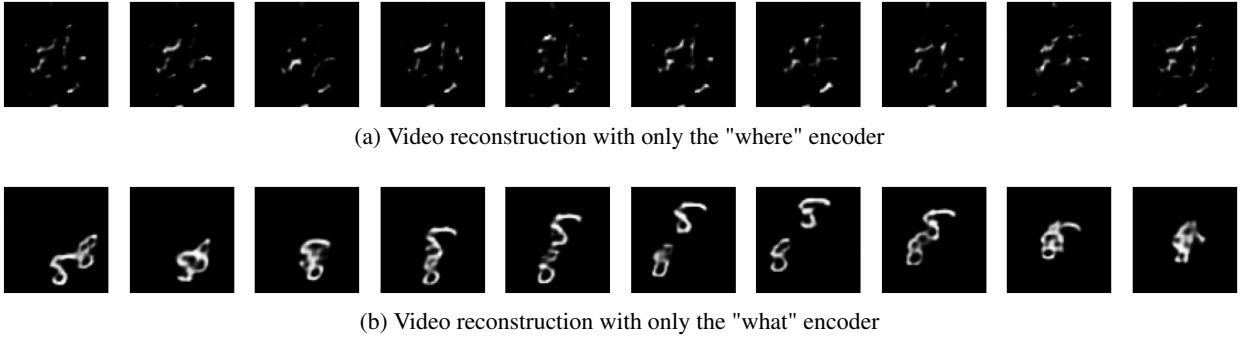 (a) Video reconstruction with only the "where" encoder
(b) Video reconstruction with only the "what" encoder